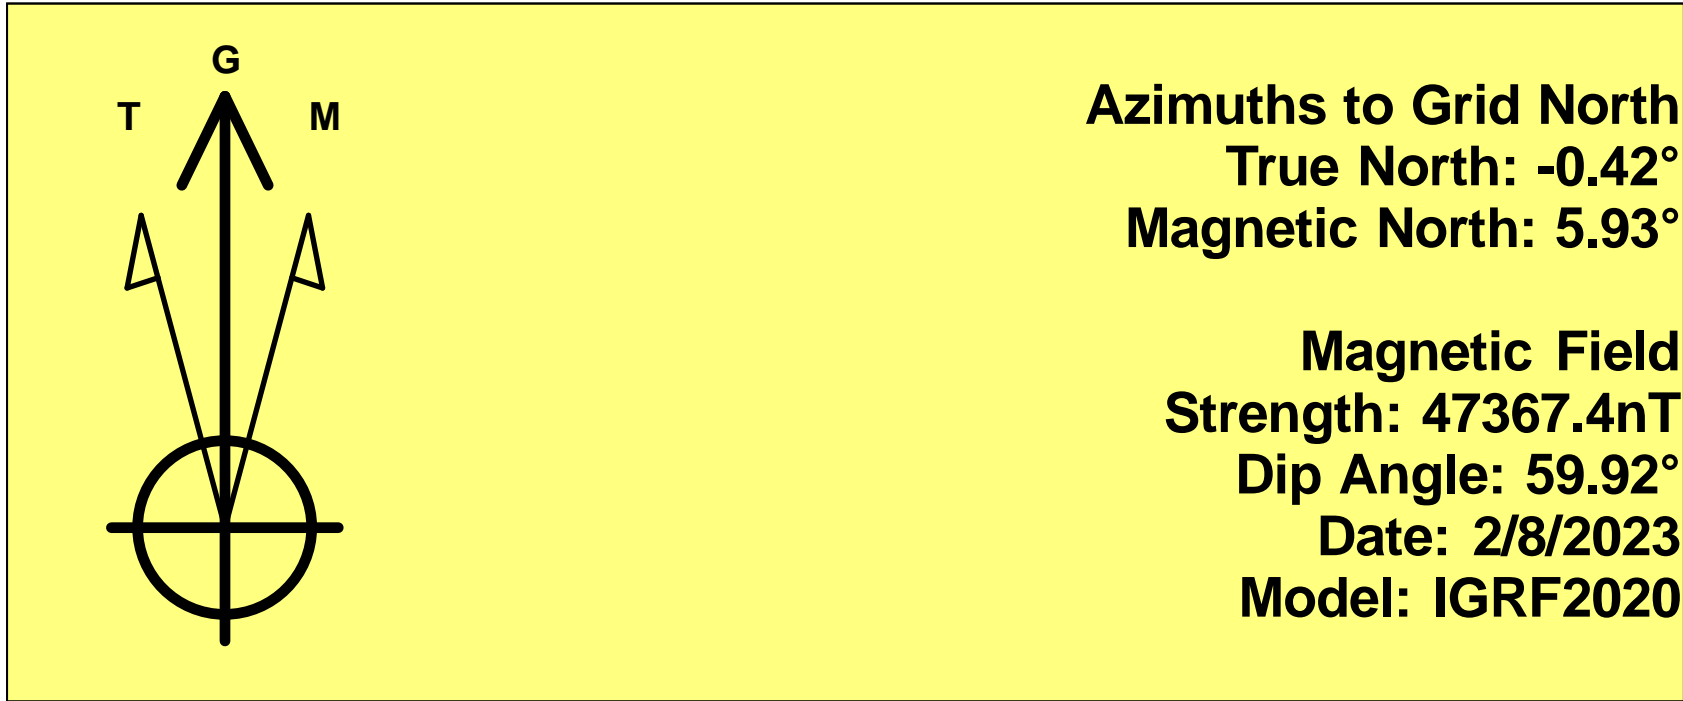 G
T
M
Azimuths to Grid North
True North: -0.42°
Magnetic North: 5.93°
Magnetic Field
Strength: 47367.4nT
Dip Angle: 59.92°
Date: 2/8/2023
Model: IGRF2020